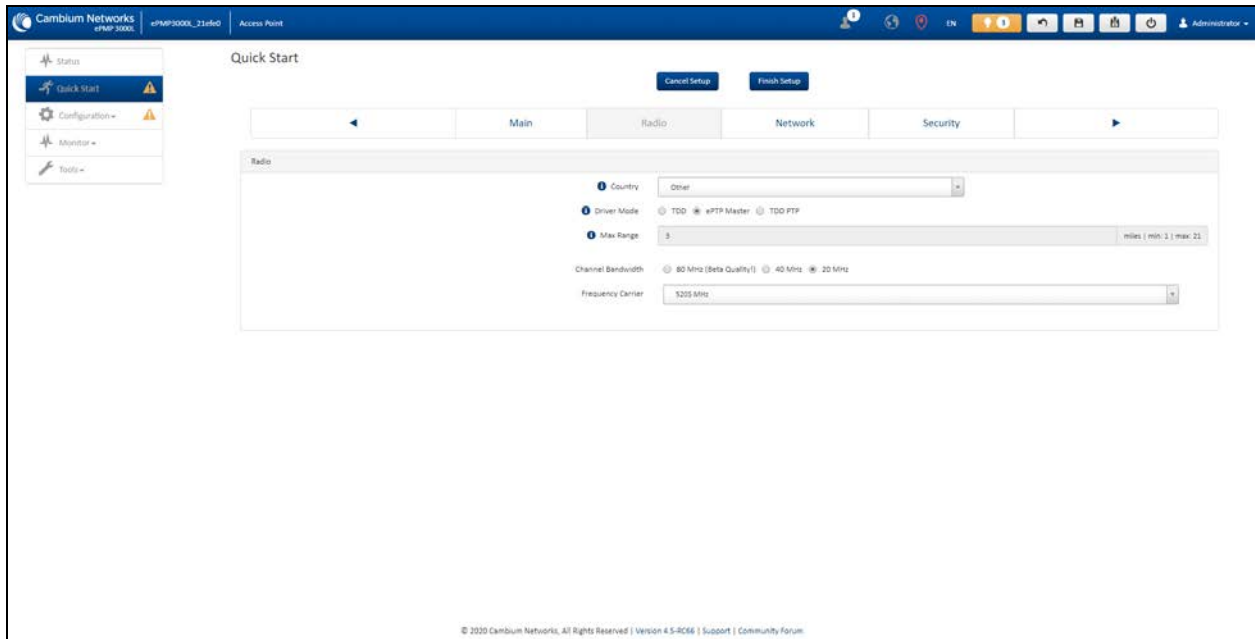 Cambium Networks
ePMP 3000L
ePMP3000L_21efe0
Access Point
1
EN
1
Administrator
Status
Quick Start
Configuration
Monitor
Tools
Quick Start
Cancel Setup
Finish Setup
Main
Radio
Network
Security
Radio
Country
Other
Driver Mode
TDD
ePTP Master
TDD PTP
Max Range
3
miles | min: 1 | max: 21
Channel Bandwidth
80 MHz (Beta Quality!)
40 MHz
20 MHz
Frequency Carrier
5205 MHz
© 2020 Cambium Networks, All Rights Reserved | Version 4.5-RC66 | Support | Community Forum